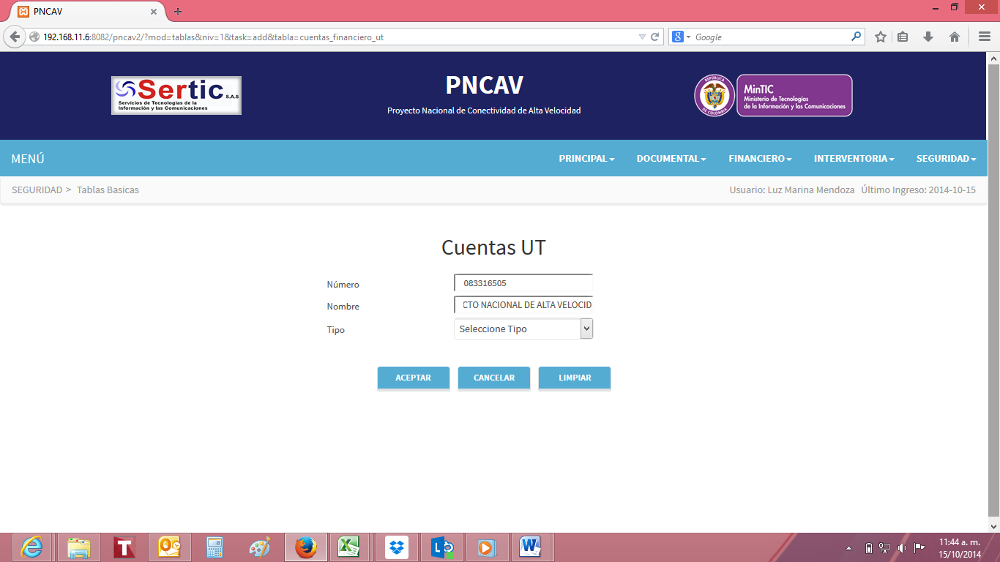 PNCAV
192.168.11.6:8082/pncav2/?mod=tablas&niv=1&task=add&tabla=cuentas_financiero_ut
Google
Sertic S.A.S
Servicios de Tecnologías de la
Información y las Comunicaciones
PNCAV
Proyecto Nacional de Conectividad de Alta Velocidad
REPÚBLICA
DE COLOMBIA
MinTIC
Ministerio de Tecnologías
de la Información y las Comunicaciones
MENÚ
PRINCIPAL
DOCUMENTAL
FINANCIERO
INTERVENTORIA
SEGURIDAD
SEGURIDAD > Tablas Basicas
Usuario: Luz Marina Mendoza Último Ingreso: 2014-10-15
Cuentas UT
Número 083316505
Nombre CTO NACIONAL DE ALTA VELOCID
Tipo Seleccione Tipo
ACEPTAR CANCELAR LIMPIAR
11:44 a. m.
15/10/2014